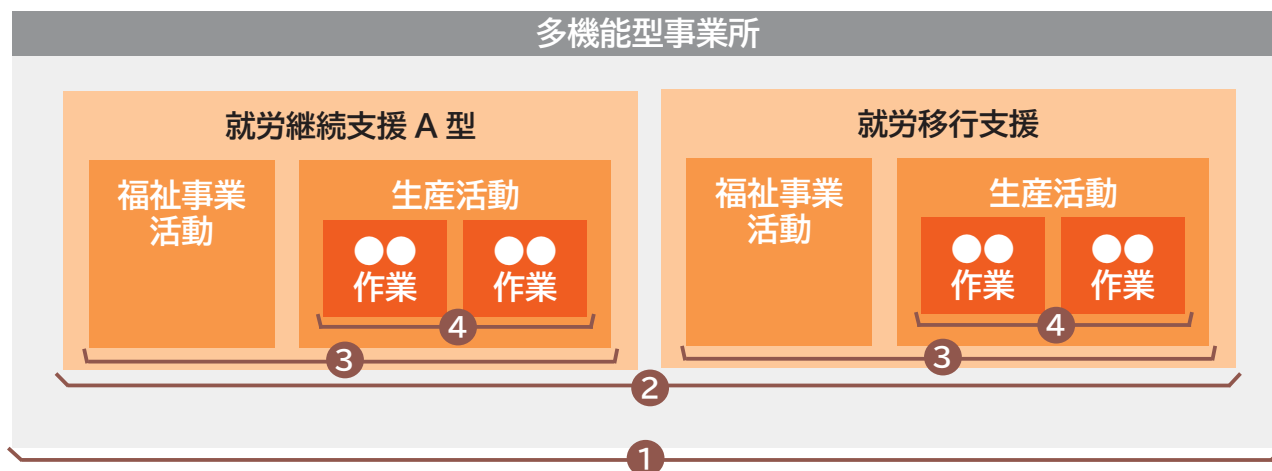 多機能型事業所
就労継続支援 A 型
福祉事業
活動
生産活動
●●
作業
●●
作業
4
3
就労移行支援
福祉事業
活動
生産活動
●●
作業
●●
作業
4
3
2
1